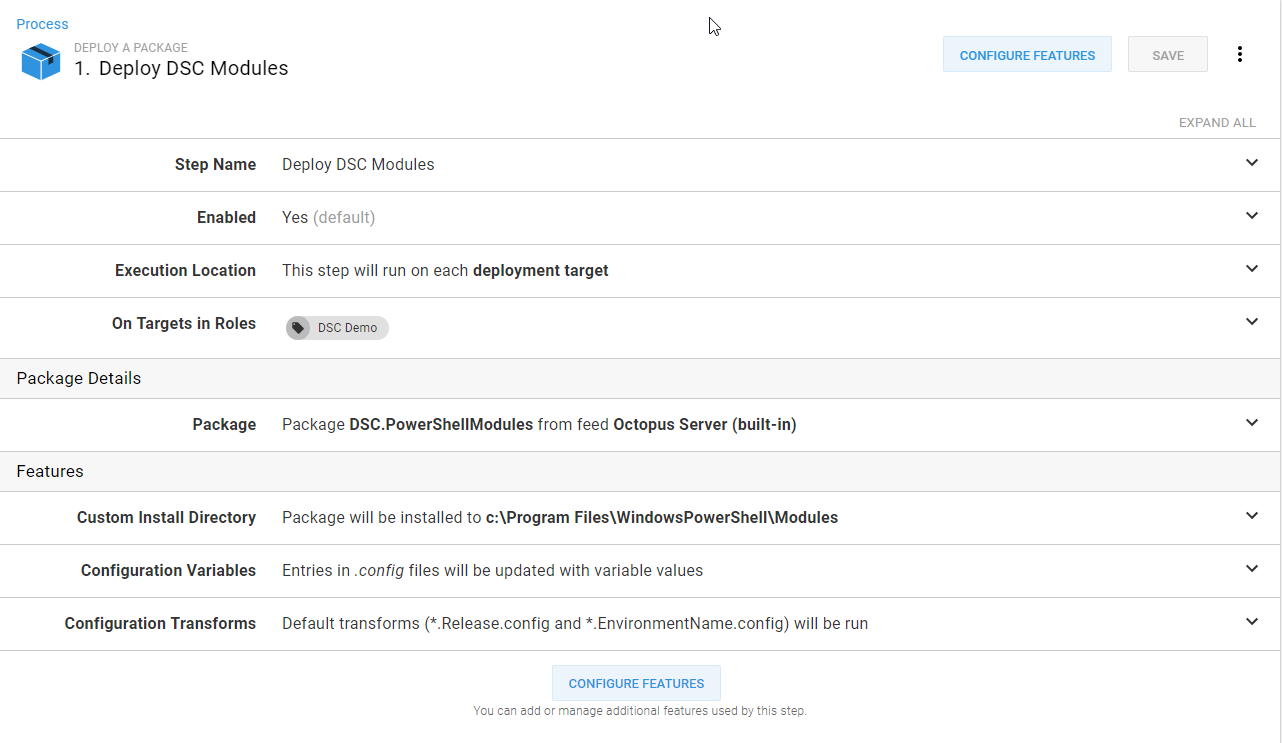 Process
DEPLOY A PACKAGE
1. Deploy DSC Modules
CONFIGURE FEATURES
SAVE
EXPAND ALL
Step Name Deploy DSC Modules
Enabled Yes (default)
Execution Location This step will run on each deployment target
On Targets in Roles DSC Demo
Package Details
Package Package DSC.PowerShellModules from feed Octopus Server (built-in)
Features
Custom Install Directory Package will be installed to c:\Program Files\WindowsPowerShell\Modules
Configuration Variables Entries in .config files will be updated with variable values
Configuration Transforms Default transforms (*.Release.config and *.EnvironmentName.config) will be run
CONFIGURE FEATURES
You can add or manage additional features used by this step.